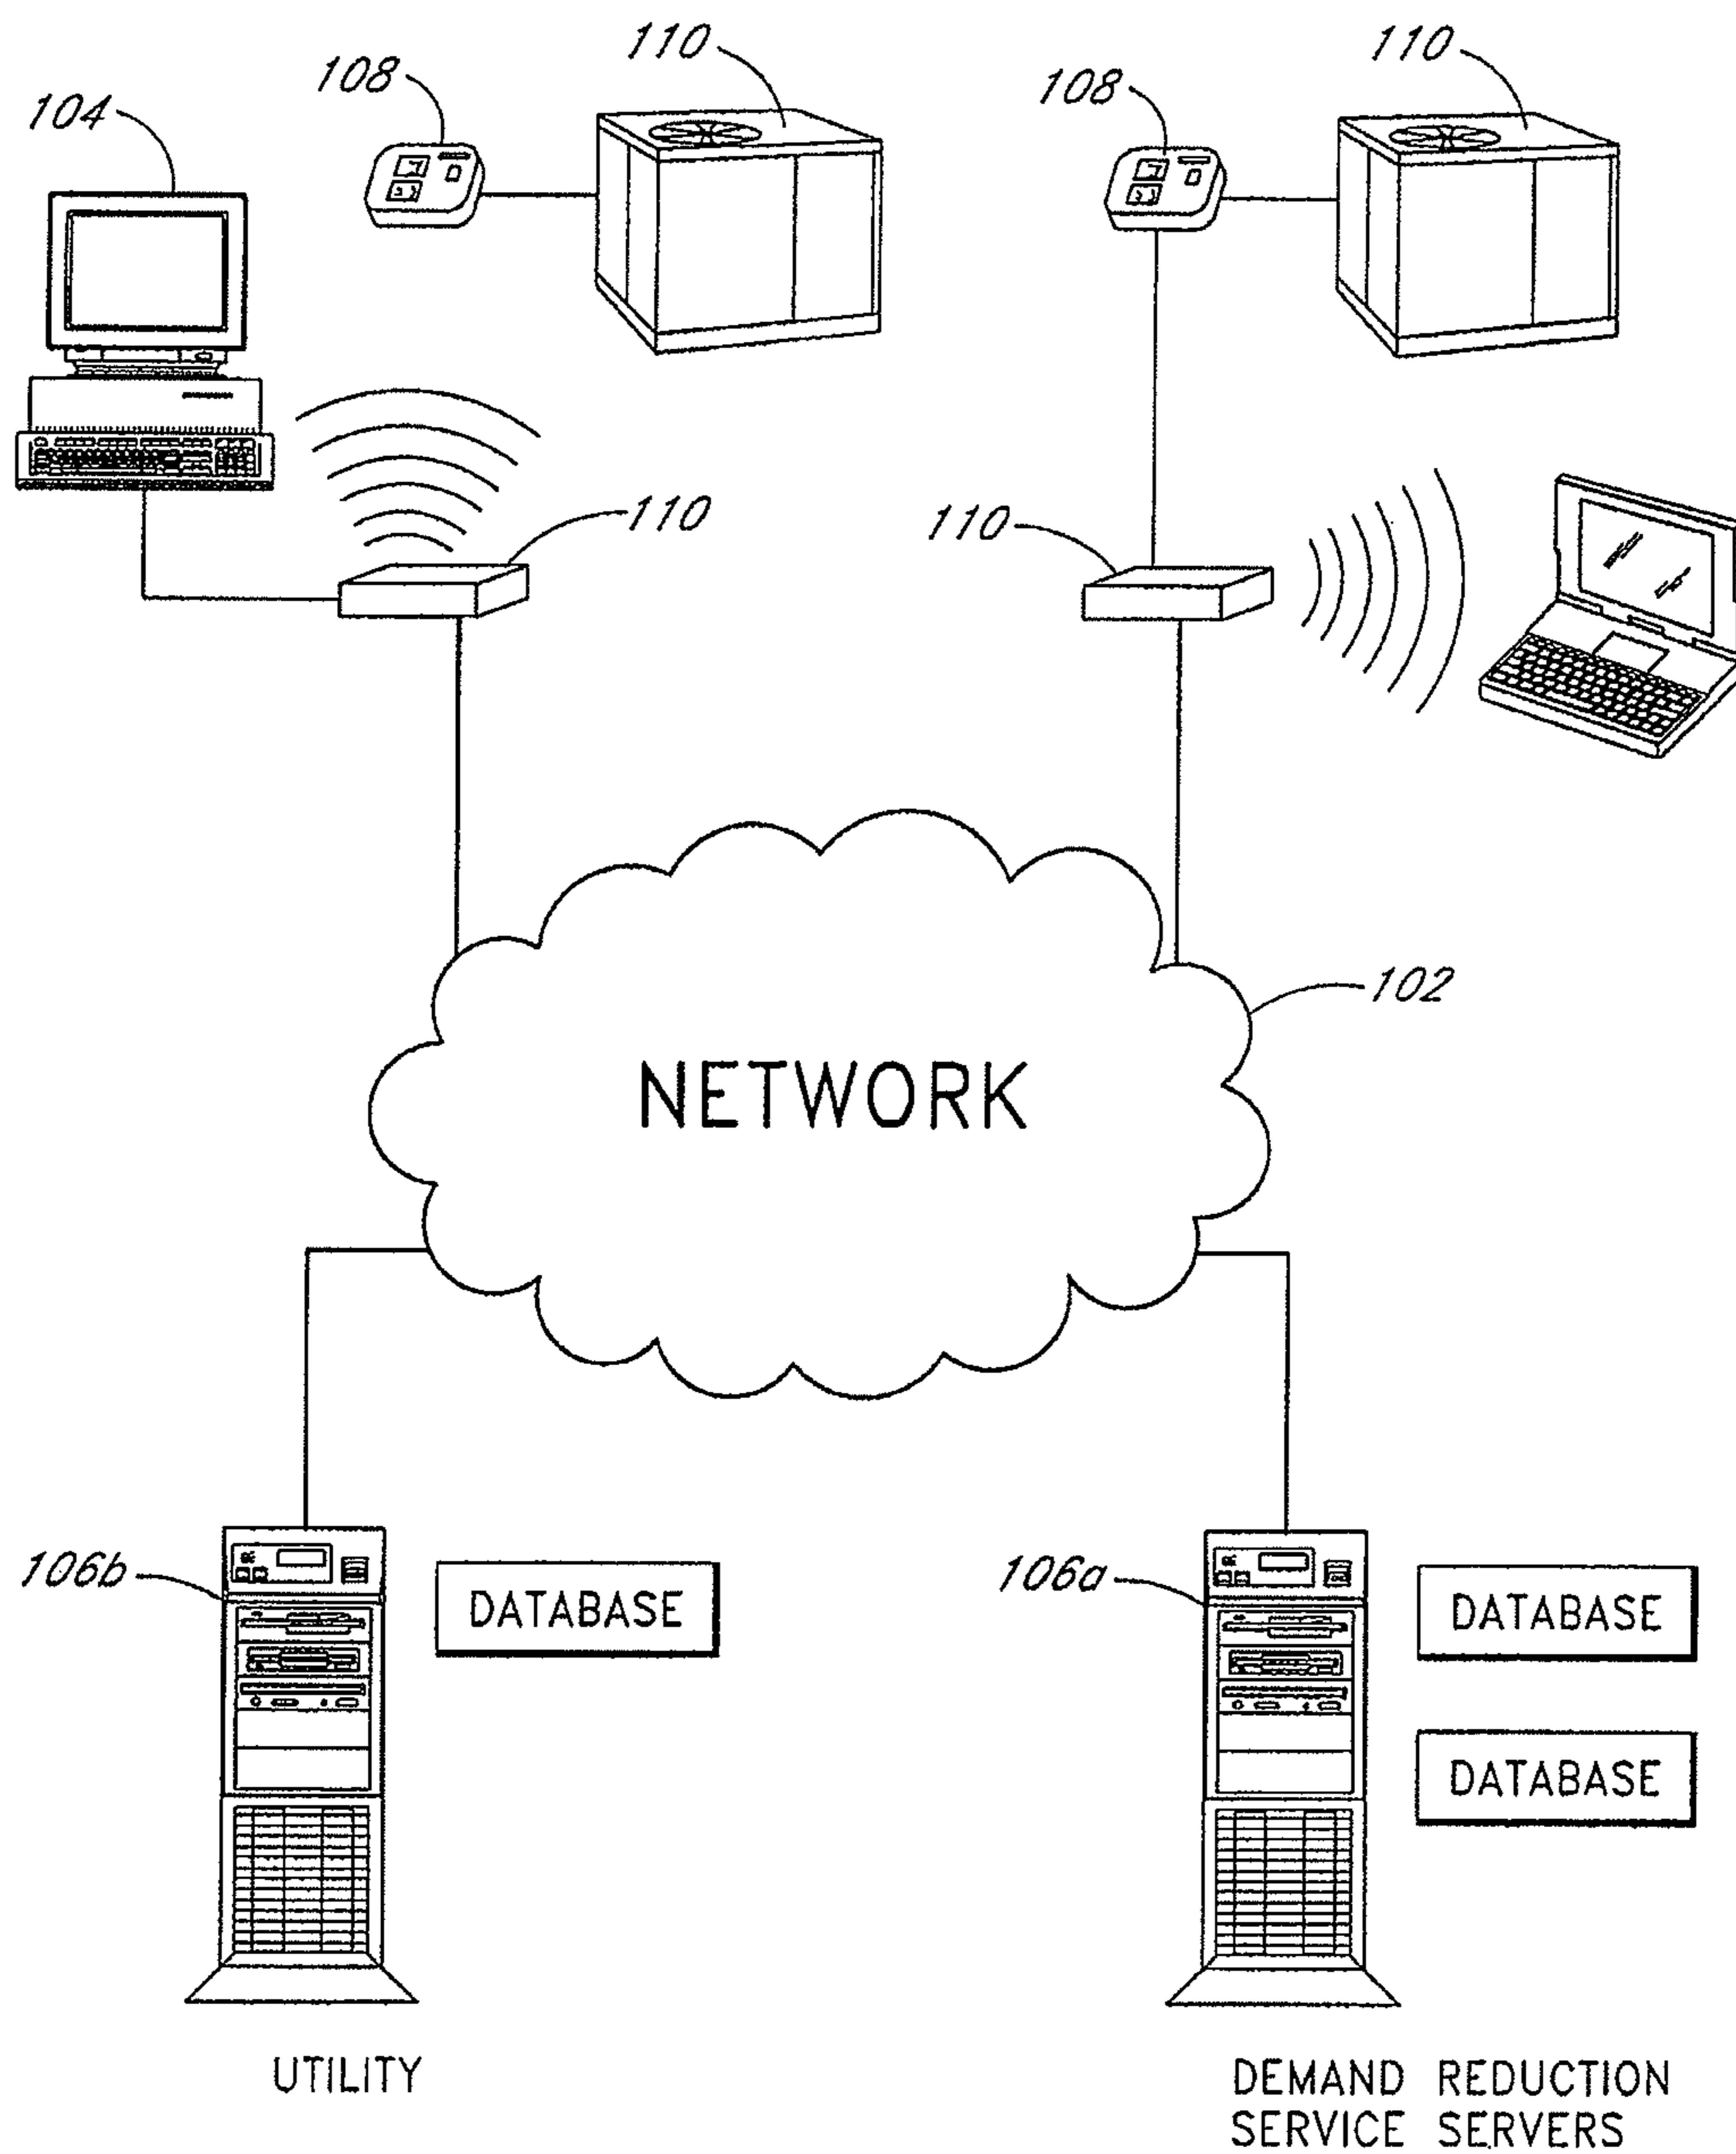 110
110
108
108
104
110
110
102
NETWORK
106b
DATABASE
106a
DATABASE
DATABASE
UTILITY
DEMAND REDUCTION
SERVICE SERVERS